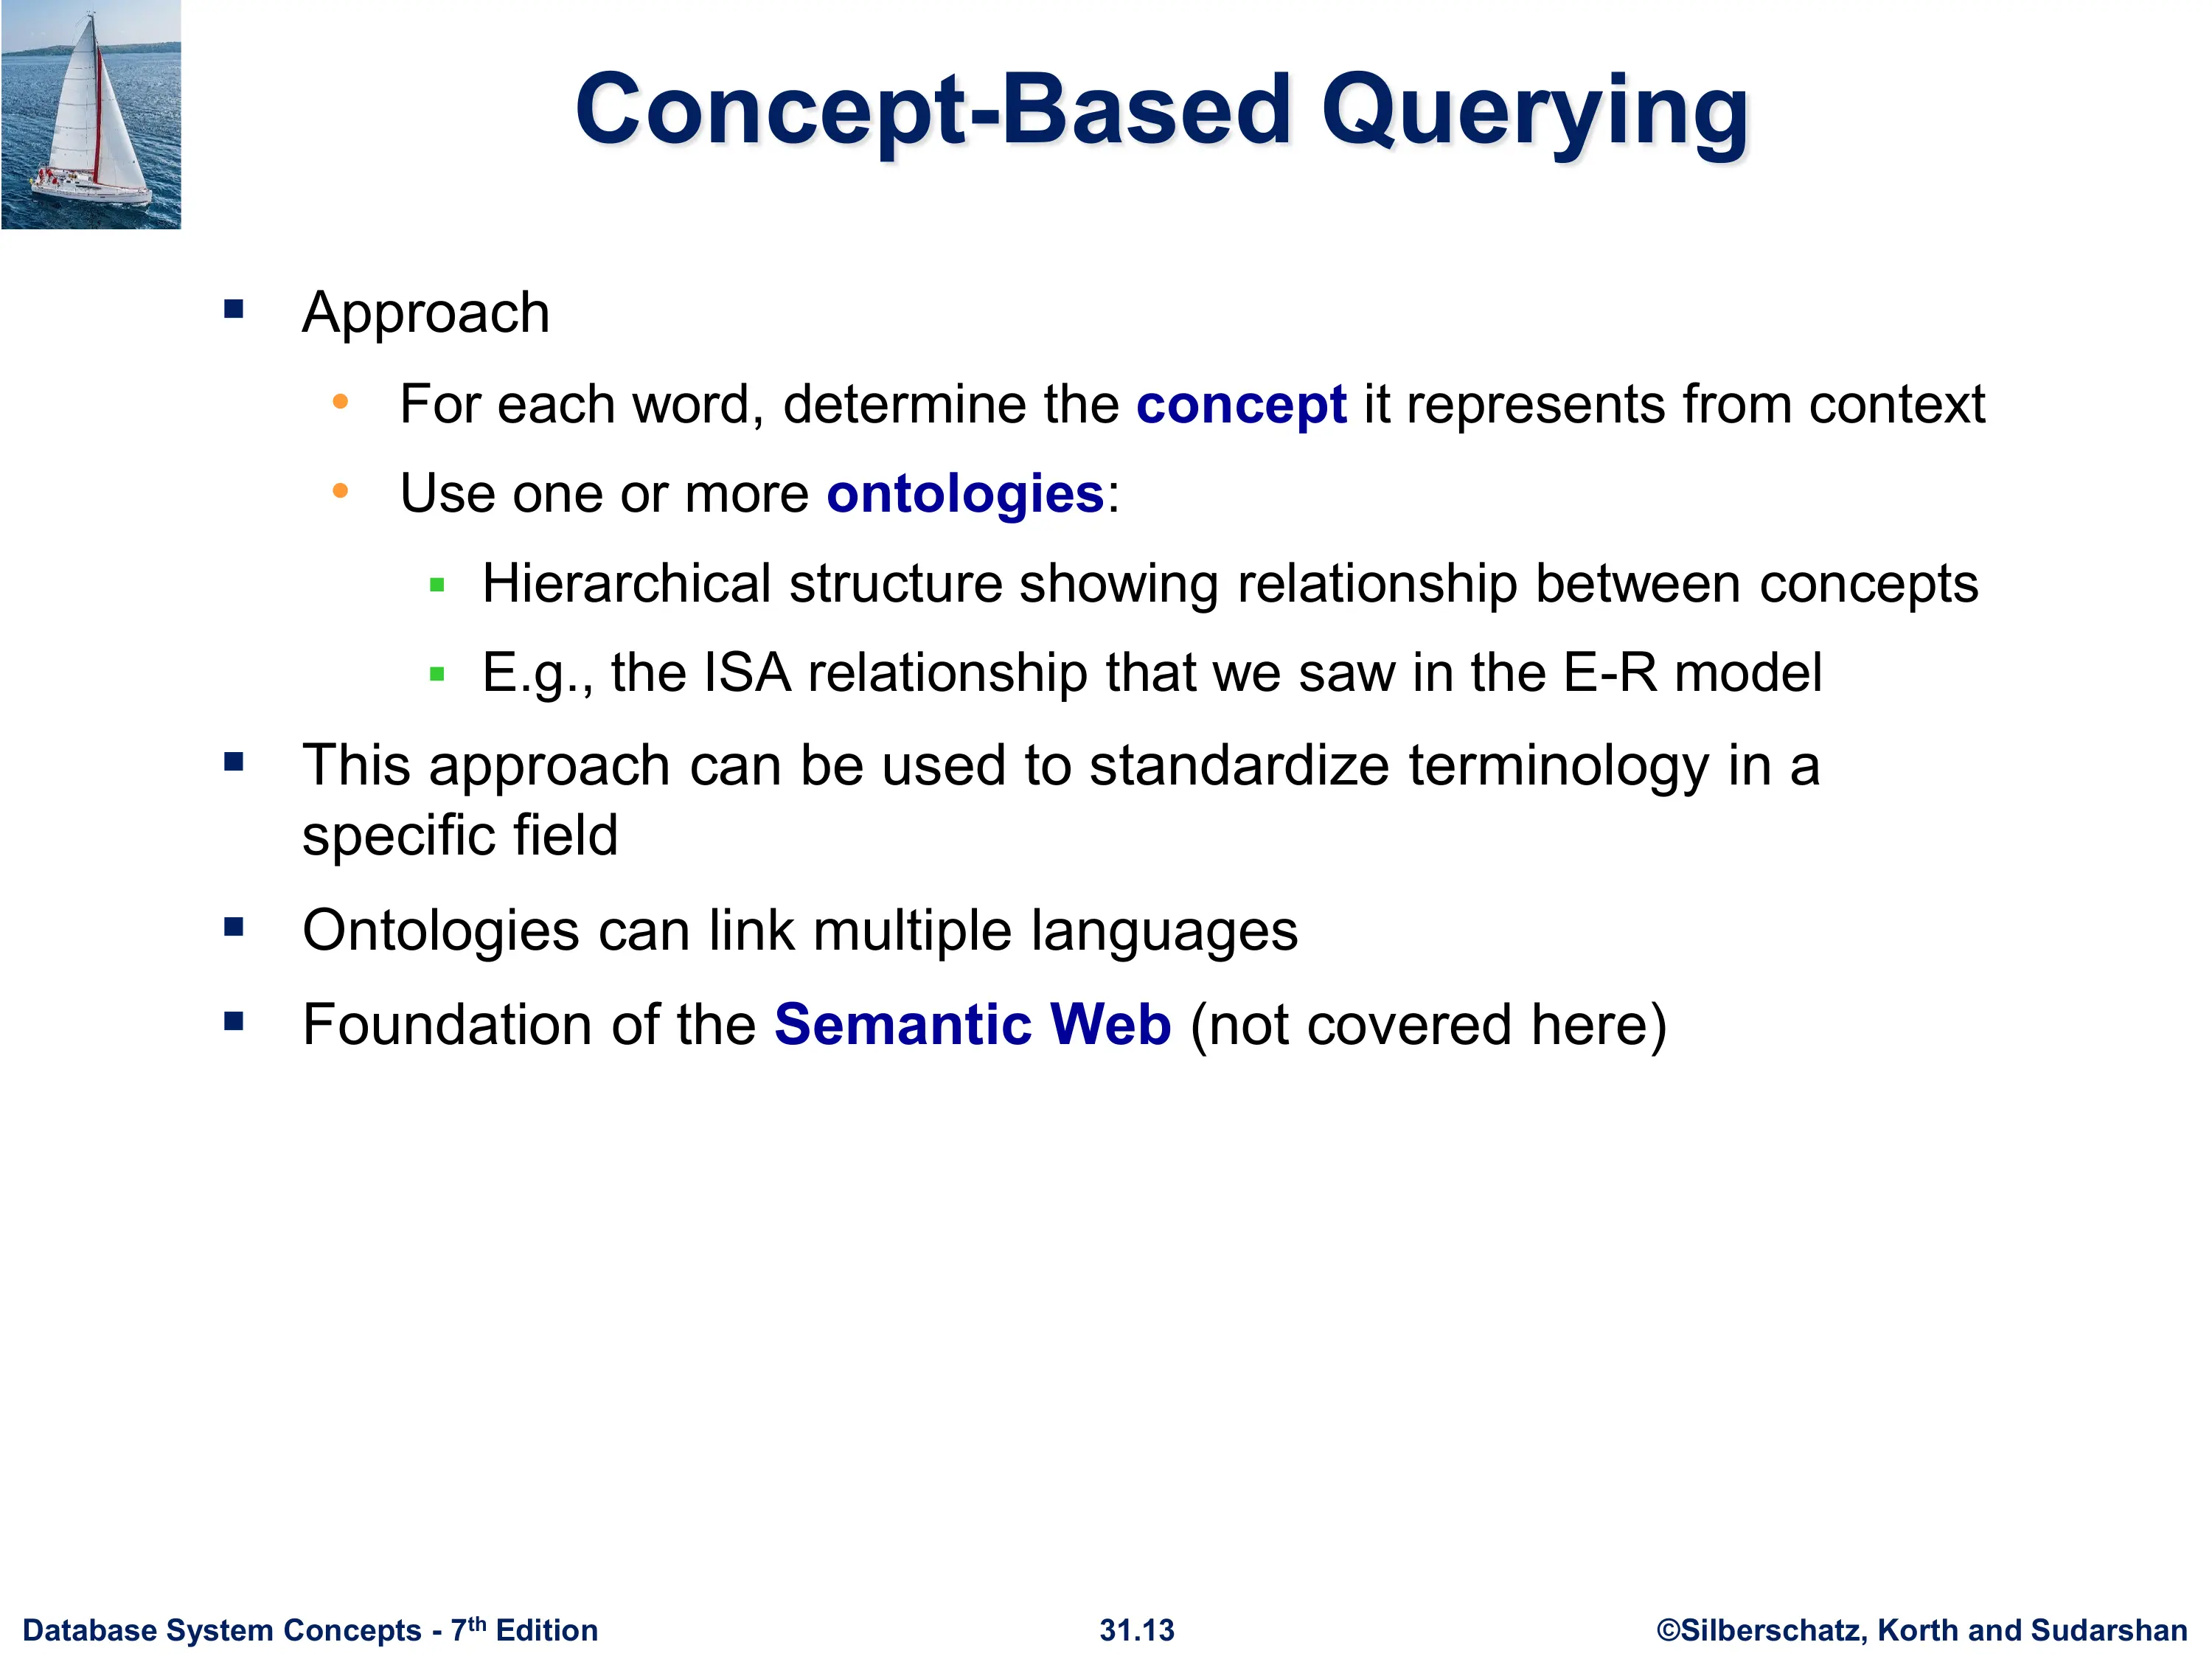 Concept-Based Querying
▪ Approach
• For each word, determine the concept it represents from context
• Use one or more ontologies:
▪ Hierarchical structure showing relationship between concepts
▪ E.g., the ISA relationship that we saw in the E-R model
▪ This approach can be used to standardize terminology in a
specific field
▪ Ontologies can link multiple languages
▪ Foundation of the Semantic Web (not covered here)
Database System Concepts - 7th Edition
31.13
©Silberschatz, Korth and Sudarshan